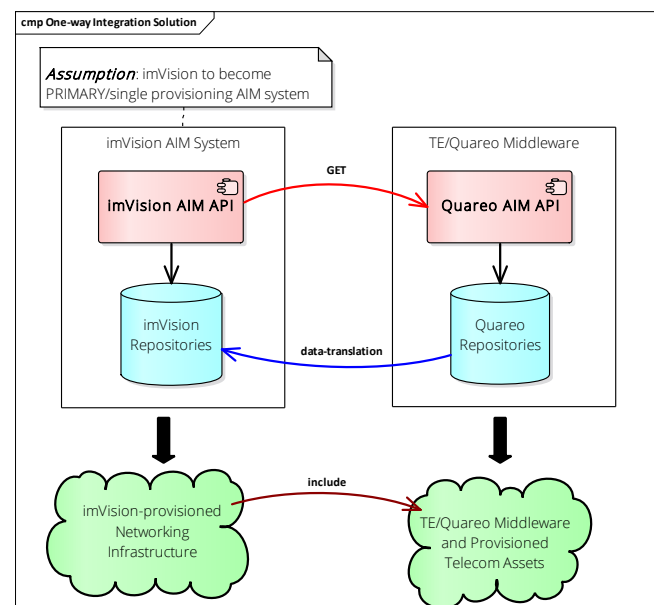 cmp One-way Integration Solution
Assumption: imVision to become
PRIMARY/single provisioning AIM system
imVision AIM System
TE/Quareo Middleware
GET
imVision AIM API
Quareo AIM API
imVision
Repositories
Quareo
Repositories
data-translation
include
imVision-provisioned
Networking
Infrastructure
TE/Quareo Middleware
and Provisioned
Telecom Assets